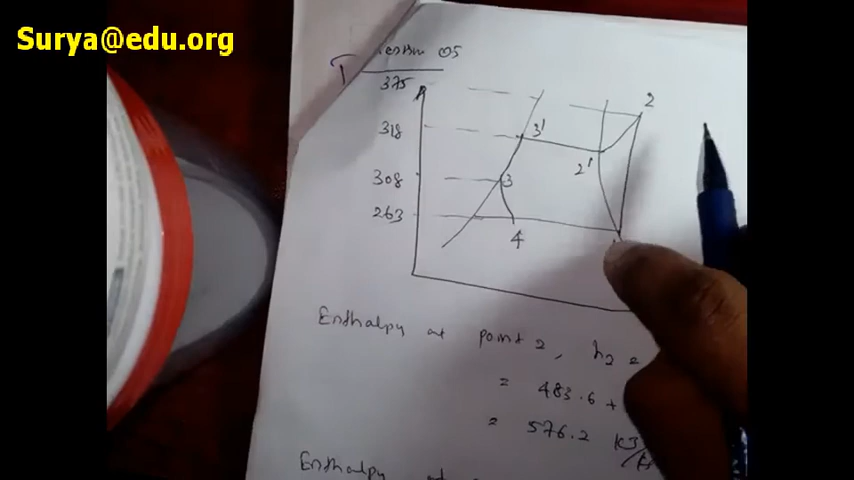 Surya@edu.org
05
375
318
3'
2
308
3
2'
263
4
Enthalpy at point 2, h2 =
= 483.6 +
= 576.2 kJ/
Enthalpy